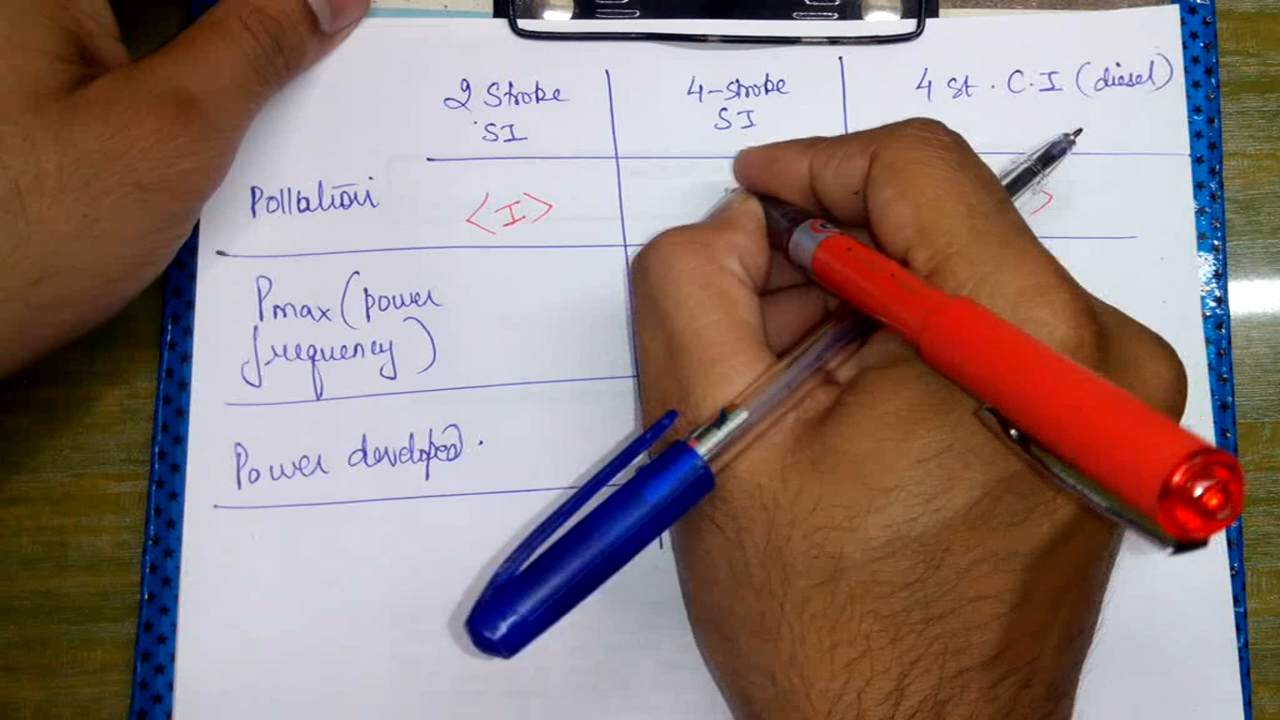 2 Stroke 4-stroke 4 st. C.I (diesel)
SI SI
Pollution <I> >
Pmax (power
frequency)
Power developed.